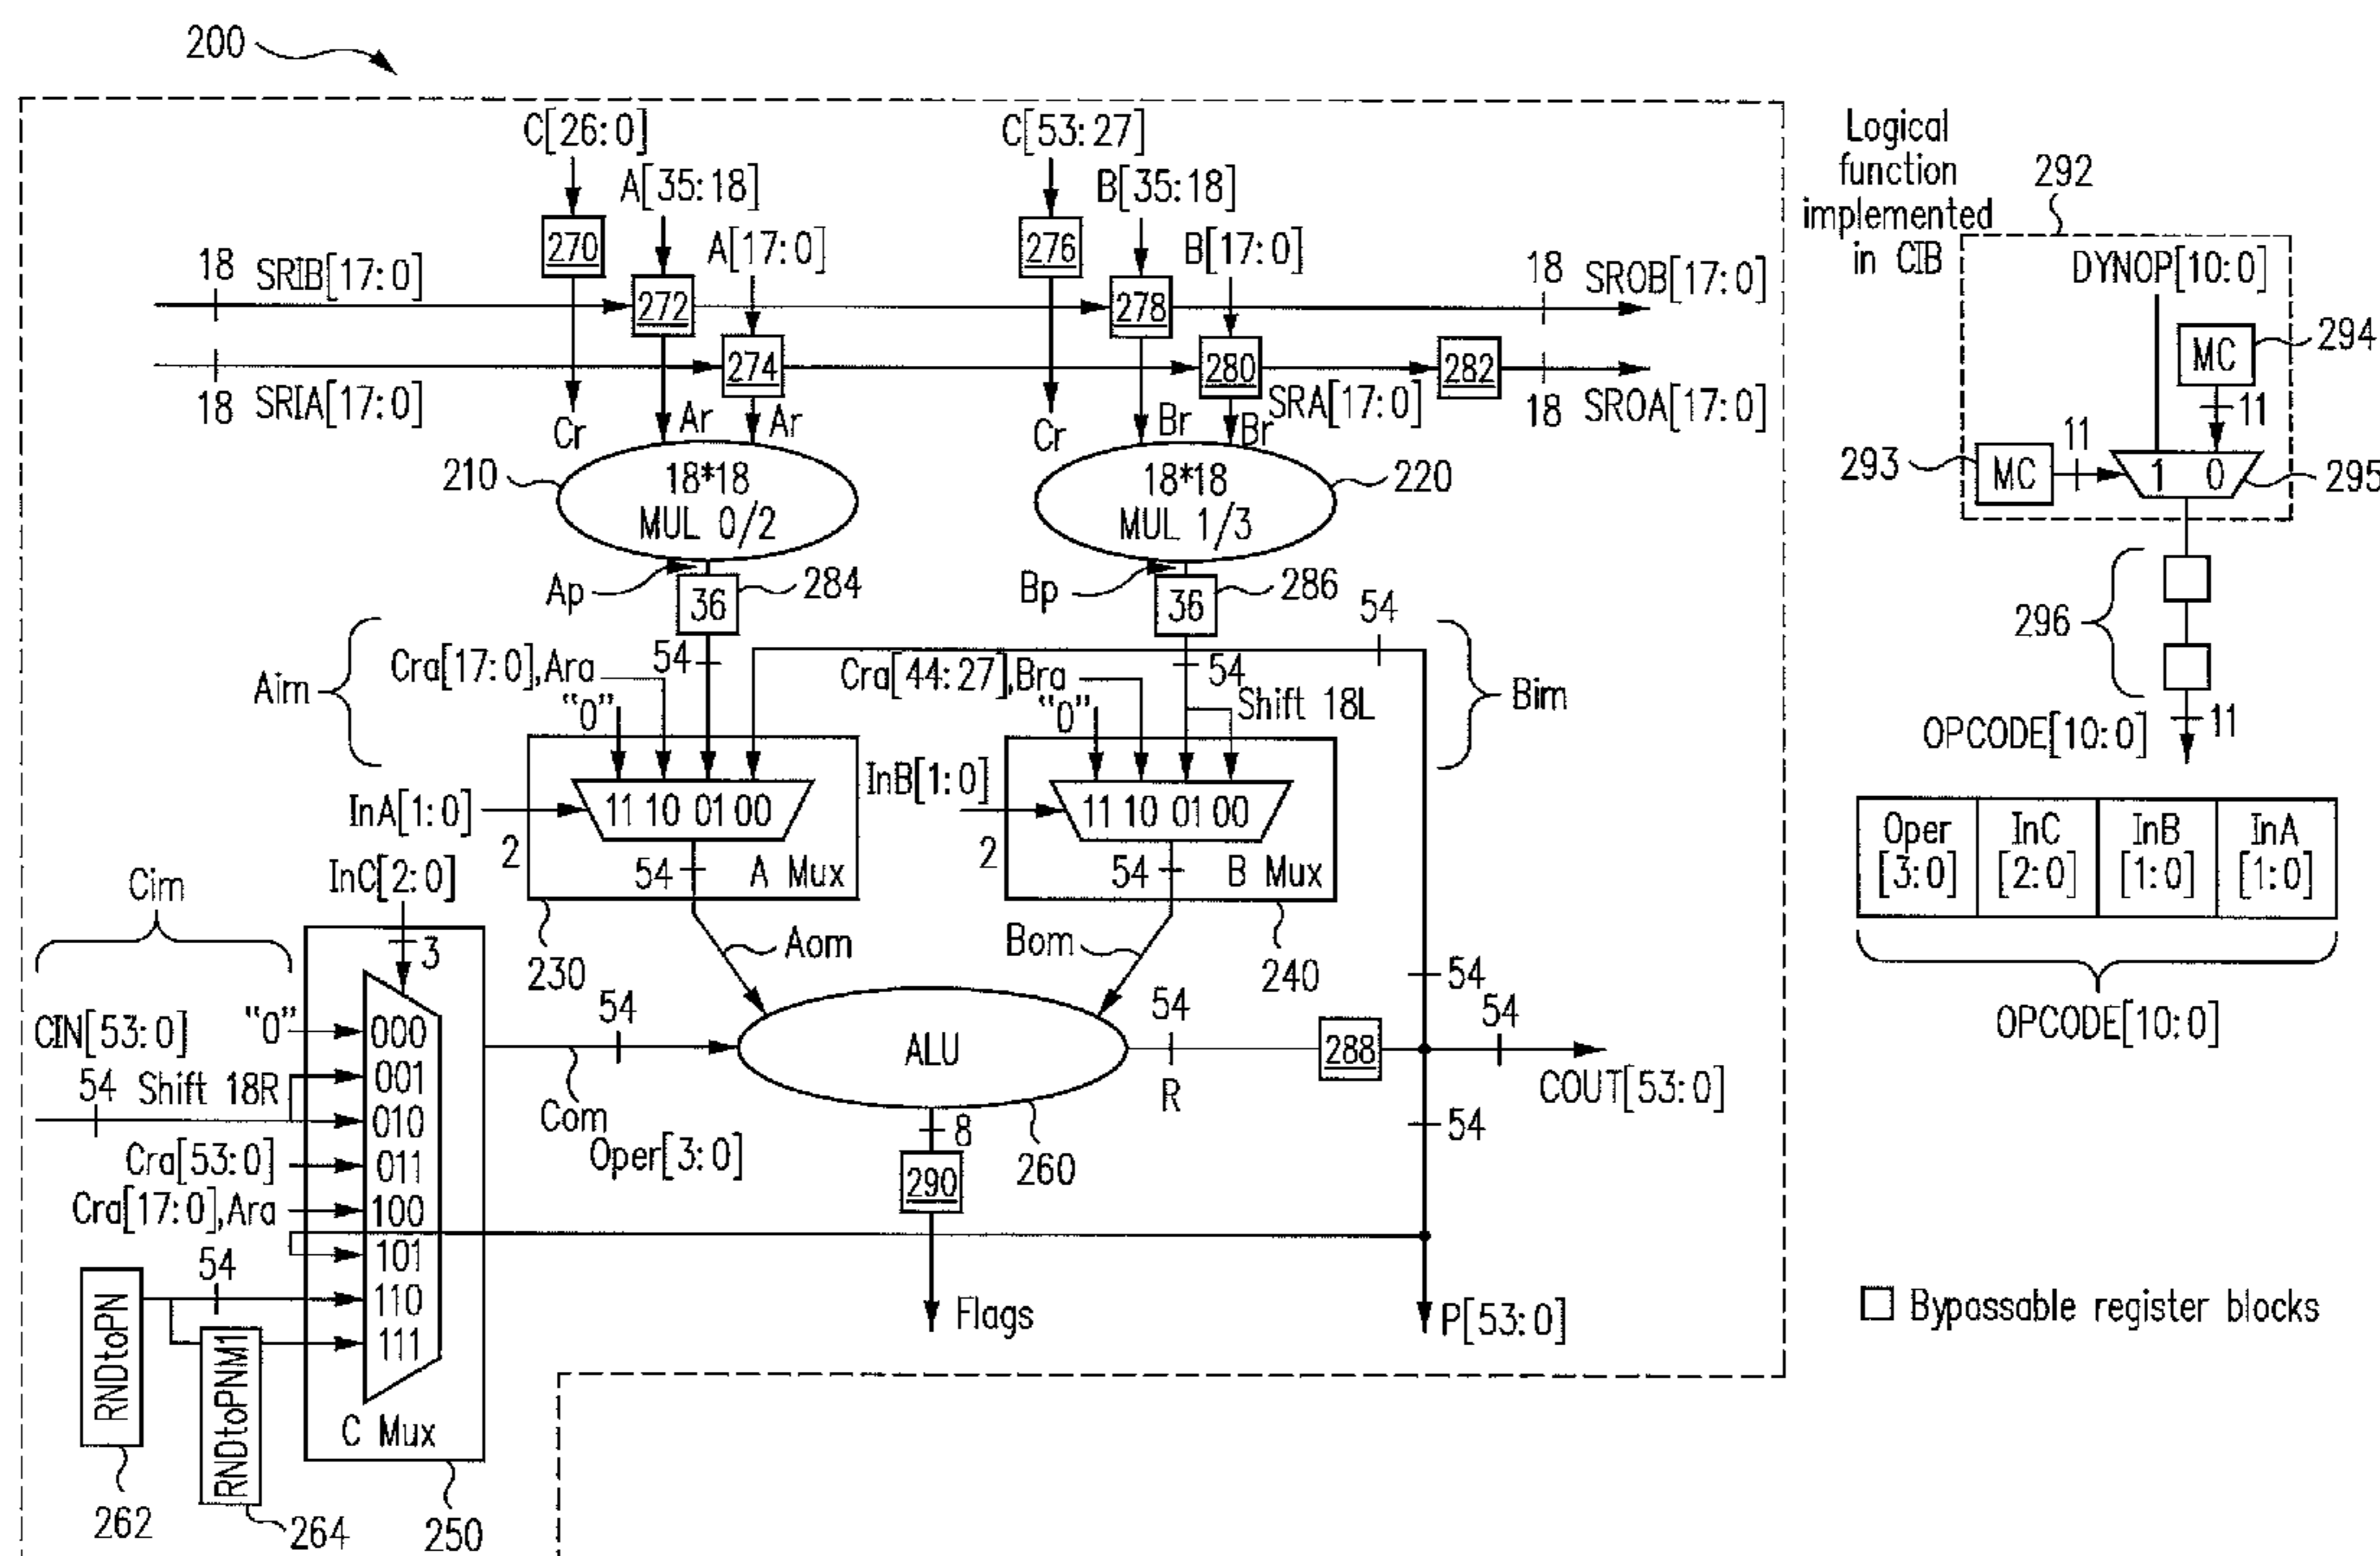 200
C[26:0]
C[53:27]
A[35:18]
B[35:18]
270
A[17:0]
276
B[17:0]
18 SRIB[17:0]
272
278
18 SROB[17:0]
274
280
282
18 SRIA[17:0]
SRA[17:0]
18 SROA[17:0]
Cr
Ar
Ar
Cr
Br
Br
210
18*18
MUL 0/2
18*18
MUL 1/3
220
Ap
36
284
Bp
36
286
54
Aim
Cra[17:0],Ara
54
Cra[44:27],Bra
54
Shift 18L
Bim
"0"
"0"
InA[1:0]
2
11 10 01 00
54
A Mux
InB[1:0]
2
11 10 01 00
54
B Mux
230
240
Aom
Bom
Cim
InC[2:0]
3
CIN[53:0]
"0"
000
001
54 Shift 18R
010
Cra[53:0]
011
Cra[17:0],Ara
100
101
54
110
111
RNDtoPN
RNDtoPNM1
C Mux
262
264
250
54
Com
Oper[3:0]
ALU
260
8
290
Flags
54
R
288
54
54
54
COUT[53:0]
P[53:0]
Logical
function
implemented
in CIB
292
DYNOP[10:0]
MC
294
11
293
MC
11
1 0
295
296
OPCODE[10:0]
11
Oper
[3:0]
InC
[2:0]
InB
[1:0]
InA
[1:0]
OPCODE[10:0]
Bypassable register blocks